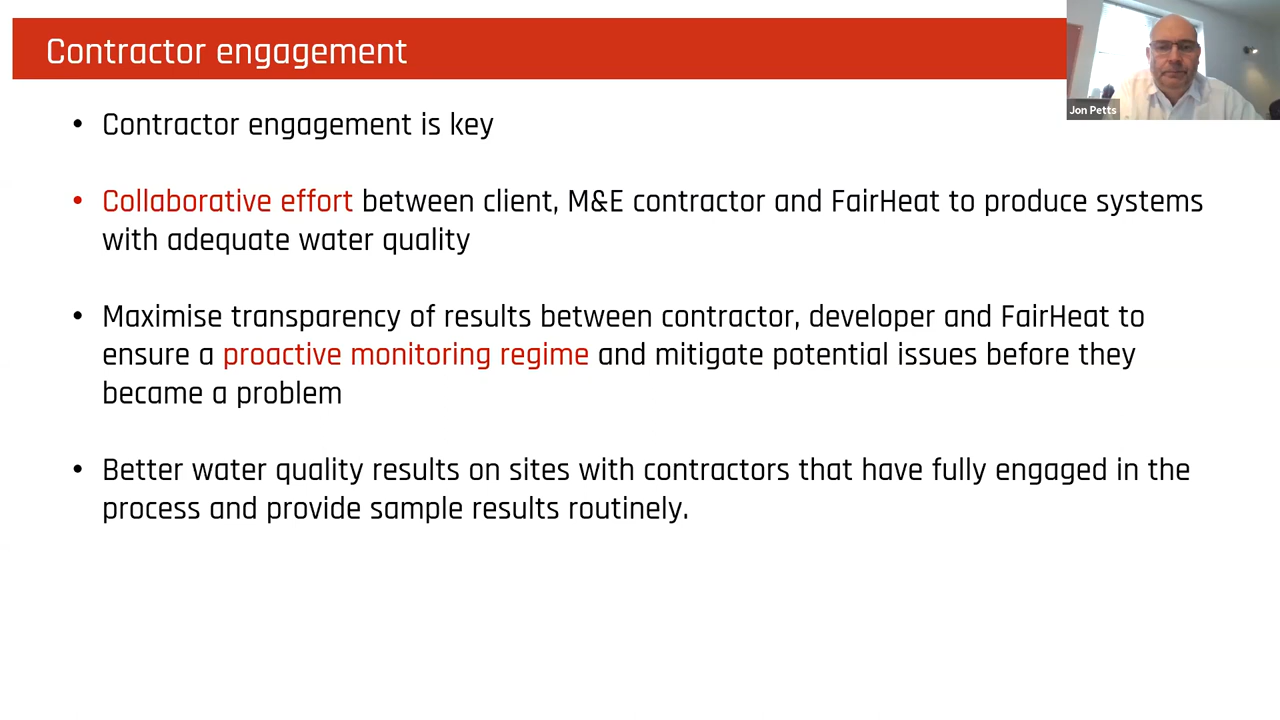 Contractor engagement
Jon Petts
• Contractor engagement is key
• Collaborative effort between client, M&E contractor and FairHeat to produce systems
with adequate water quality
• Maximise transparency of results between contractor, developer and FairHeat to
ensure a proactive monitoring regime and mitigate potential issues before they
became a problem
• Better water quality results on sites with contractors that have fully engaged in the
process and provide sample results routinely.